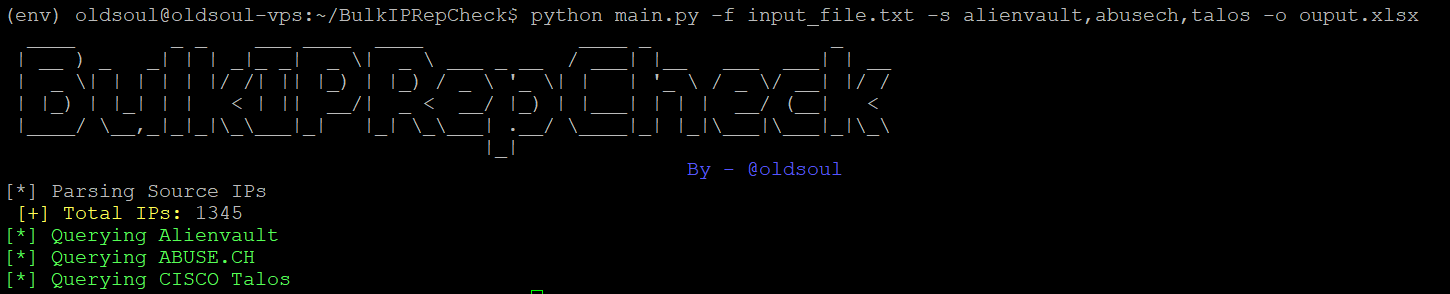 (env) oldsoul@oldsoul-vps:~/BulkIPRepCheck$ python main.py -f input_file.txt -s alienvault,abusech,talos -o ouput.xlsx
BulkIPRepCheck
By - @oldsoul
[*] Parsing Source IPs
[+] Total IPs: 1345
[*] Querying Alienvault
[*] Querying ABUSE.CH
[*] Querying CISCO Talos